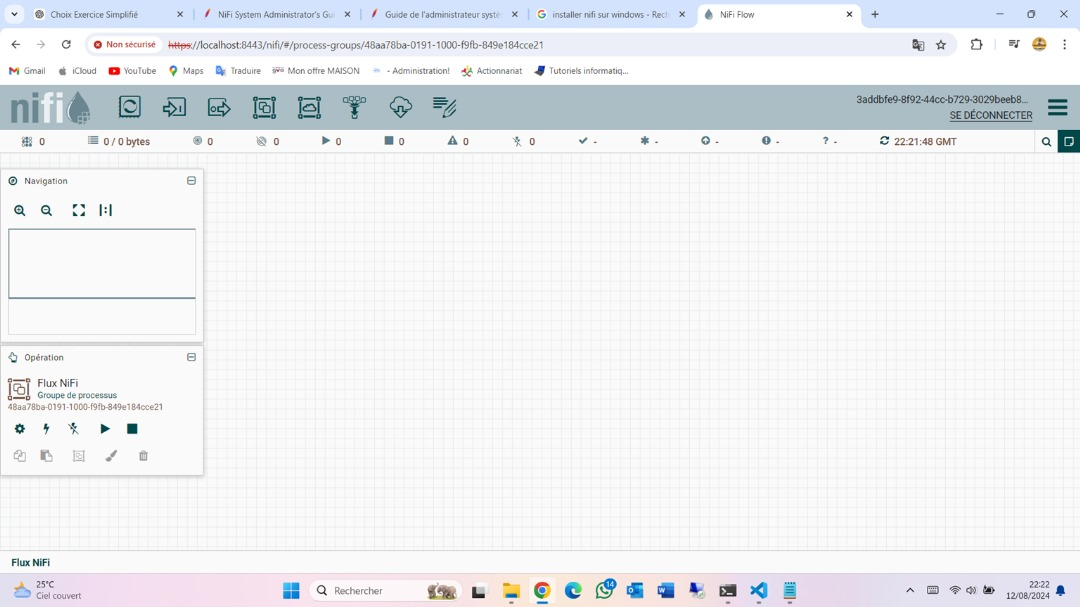 Choix Exercice Simplifié
NiFi System Administrator's Gui
Guide de l'administrateur systè
installer nifi sur windows - Rech
NiFi Flow
Non sécurisé
https://localhost:8443/nifi/#/process-groups/48aa78ba-0191-1000-f9fb-849e184cce21
Gmail
iCloud
YouTube
Maps
Traduire
Mon offre MAISON
- Administration!
Actionnariat
Tutoriels informatiq...
nifi
3addbfe9-8f92-44cc-b729-3029beeb8...
SE DÉCONNECTER
0
0 / 0 bytes
0
0
0
0
0
0
-
-
-
-
? -
22:21:48 GMT
Navigation
Opération
Flux NiFi
Groupe de processus
48aa78ba-0191-1000-f9fb-849e184cce21
Flux NiFi
25°C
Ciel couvert
Rechercher
14
22:22
12/08/2024